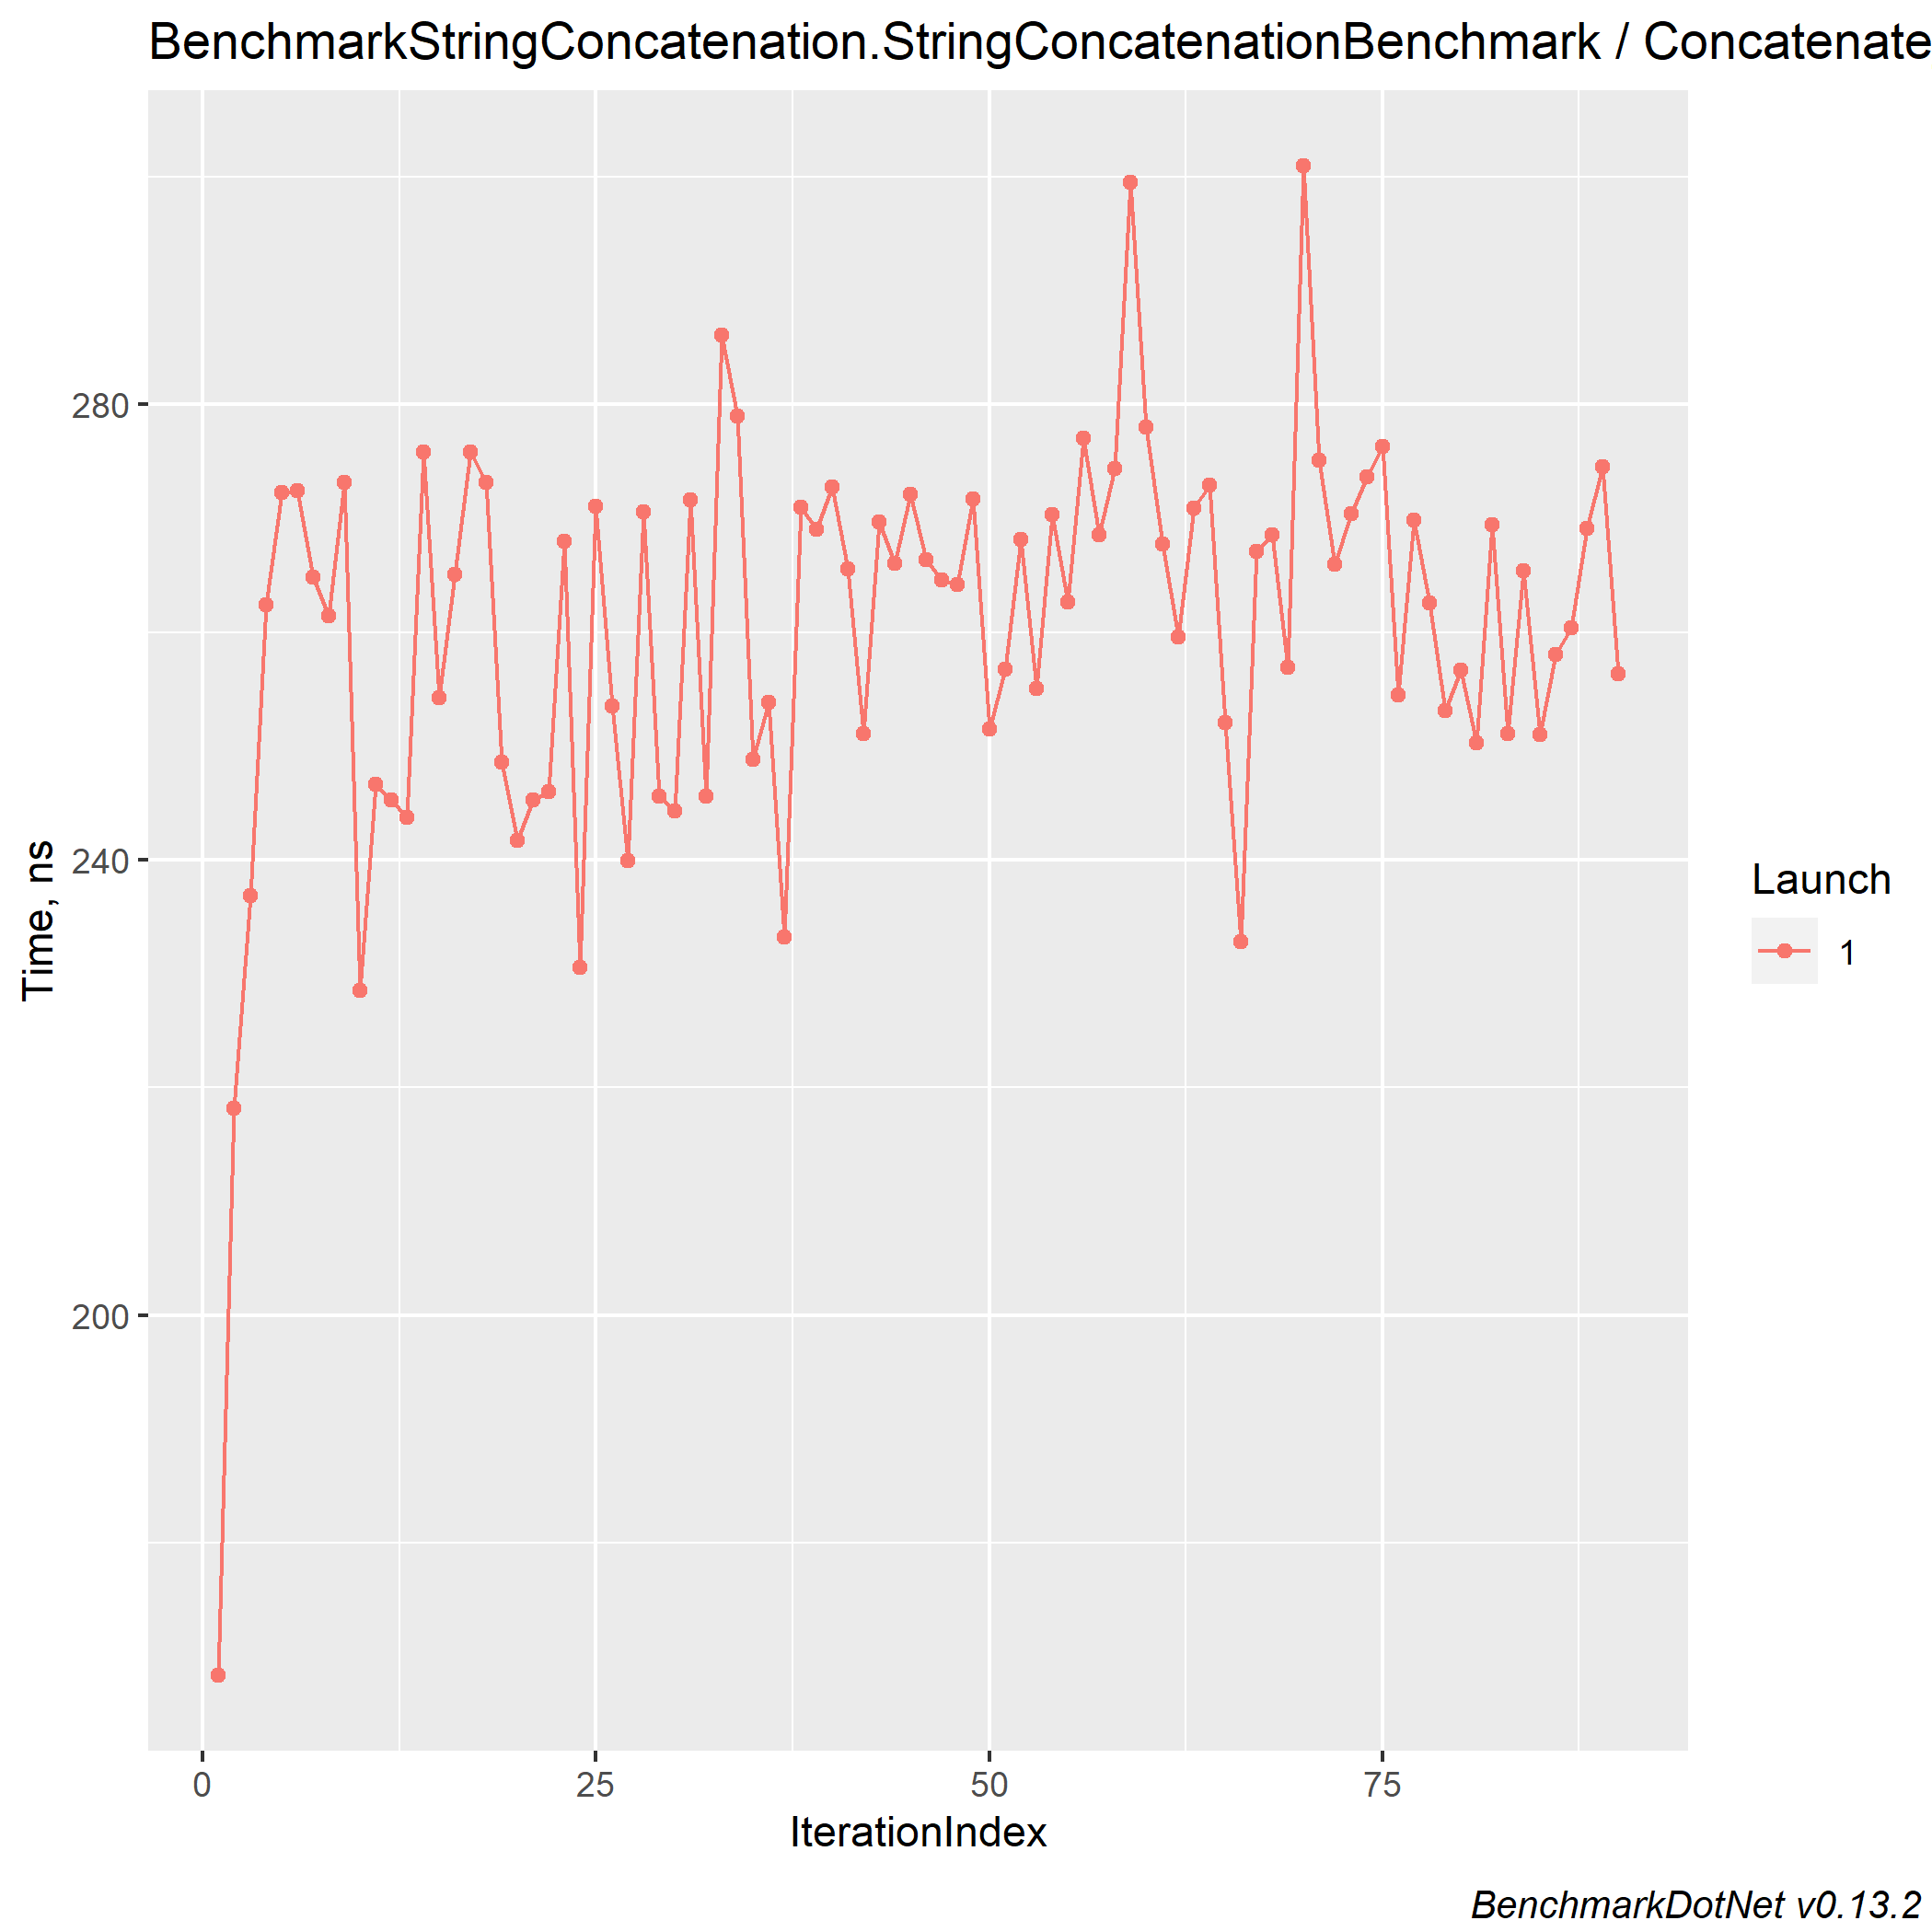 BenchmarkStringConcatenation.StringConcatenationBenchmark / Concatenate
280
240
200
Time, ns
0 25 50 75
IterationIndex
Launch
1
BenchmarkDotNet v0.13.2